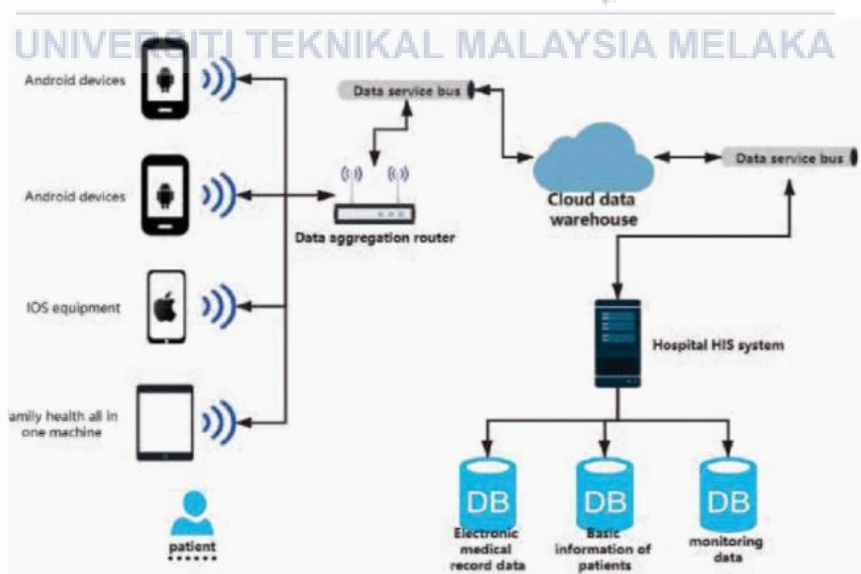 UNIVERSITI TEKNIKAL MALAYSIA MELAKA
Android devices
Data service bus
Data service bus
Android devices
Cloud data
warehouse
Data aggregation router
IOS equipment
Hospital HIS system
amily health all in
one machine
DB
DB
DB
patient
Electronic
medical
record data
Basic
information of
patients
monitoring
data